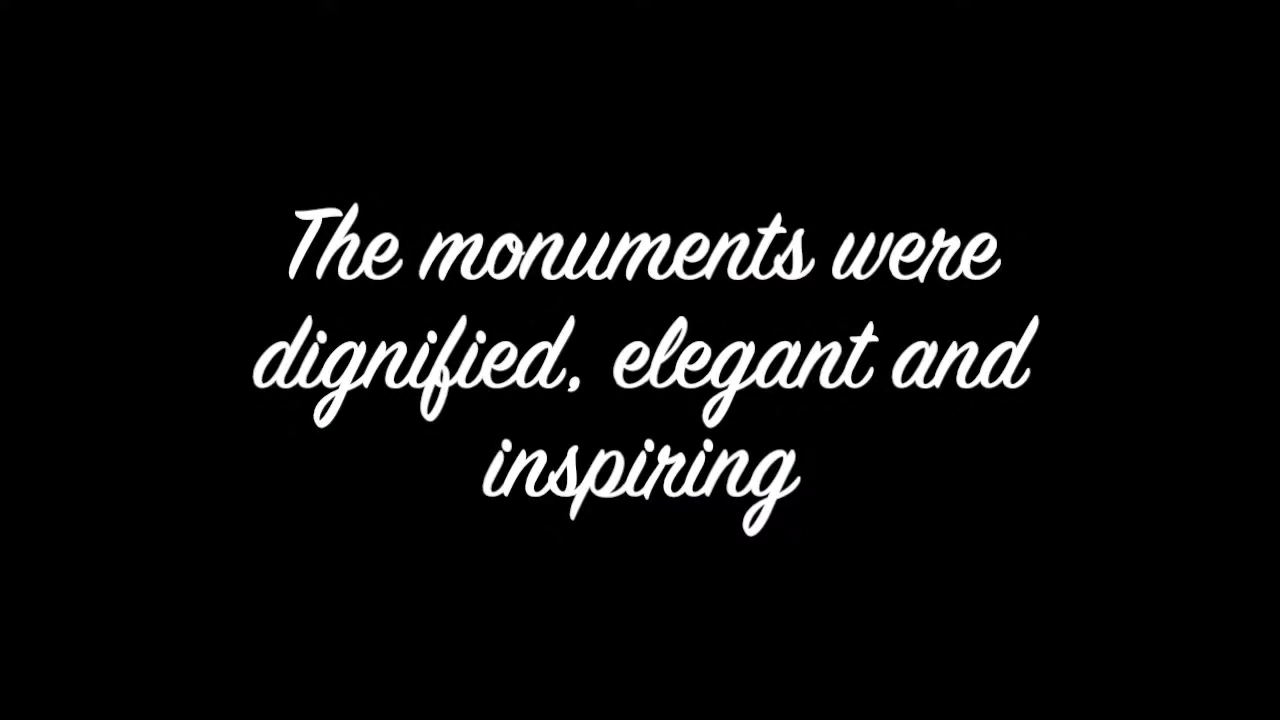 The monuments were
dignified, elegant and
inspiring